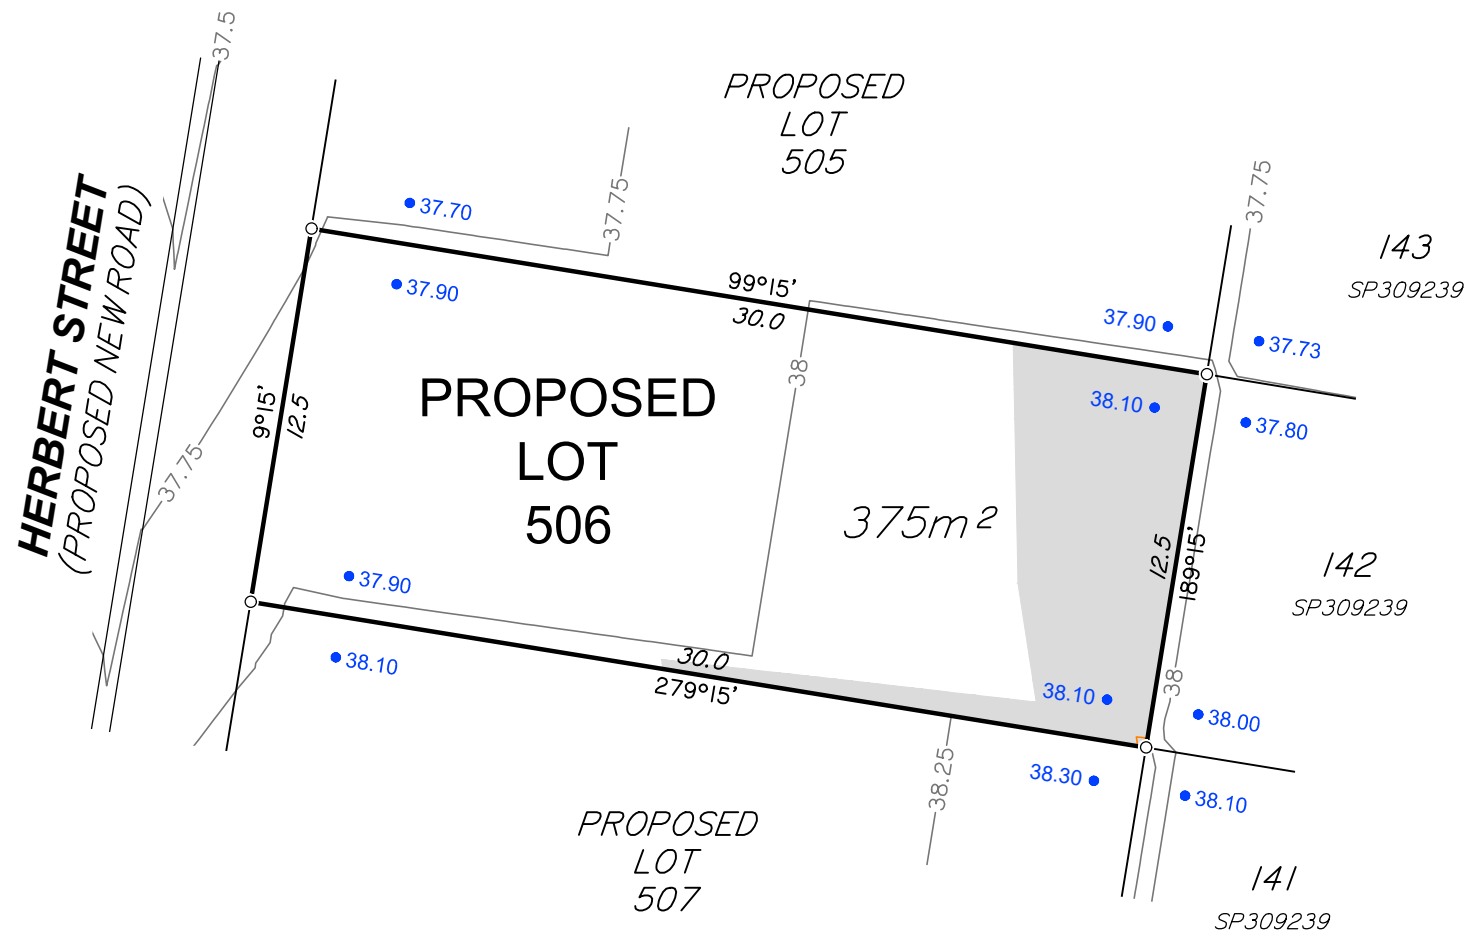 37.5
PROPOSED
LOT
505
37.75
37.75
143
SP309239
HERBERT STREET
(PROPOSED NEW ROAD)
37.70
37.90
99°15'
30.0
37.90
37.73
38.10
37.80
38
9°15'
12.5
37.75
PROPOSED
LOT
506
375m²
12.5
189°15'
142
SP309239
37.90
38.10
30.0
279°15'
38.10
38
38.00
38.30
38.10
38.25
PROPOSED
LOT
507
141
SP309239